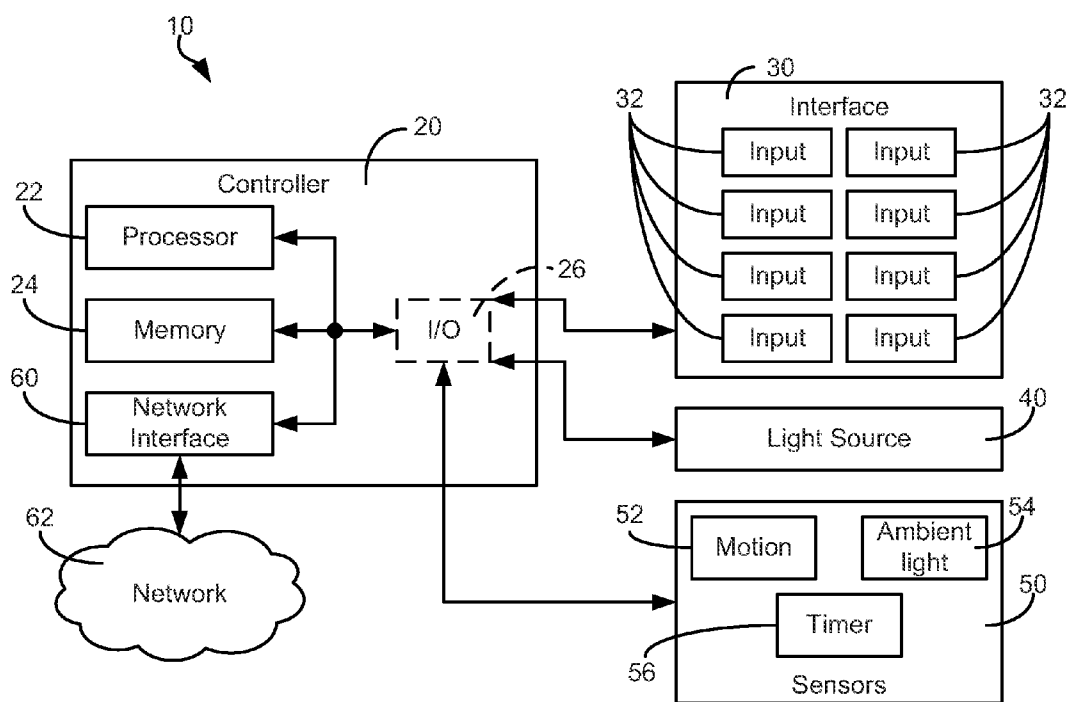 10
30
32
Interface
32
Input Input
Input Input
Input Input
Input Input
20
Controller
22
Processor
24
Memory
26
I/O
60
Network
Interface
40
Light Source
62
Network
52
Motion
54
Ambient
light
50
Timer
56
Sensors